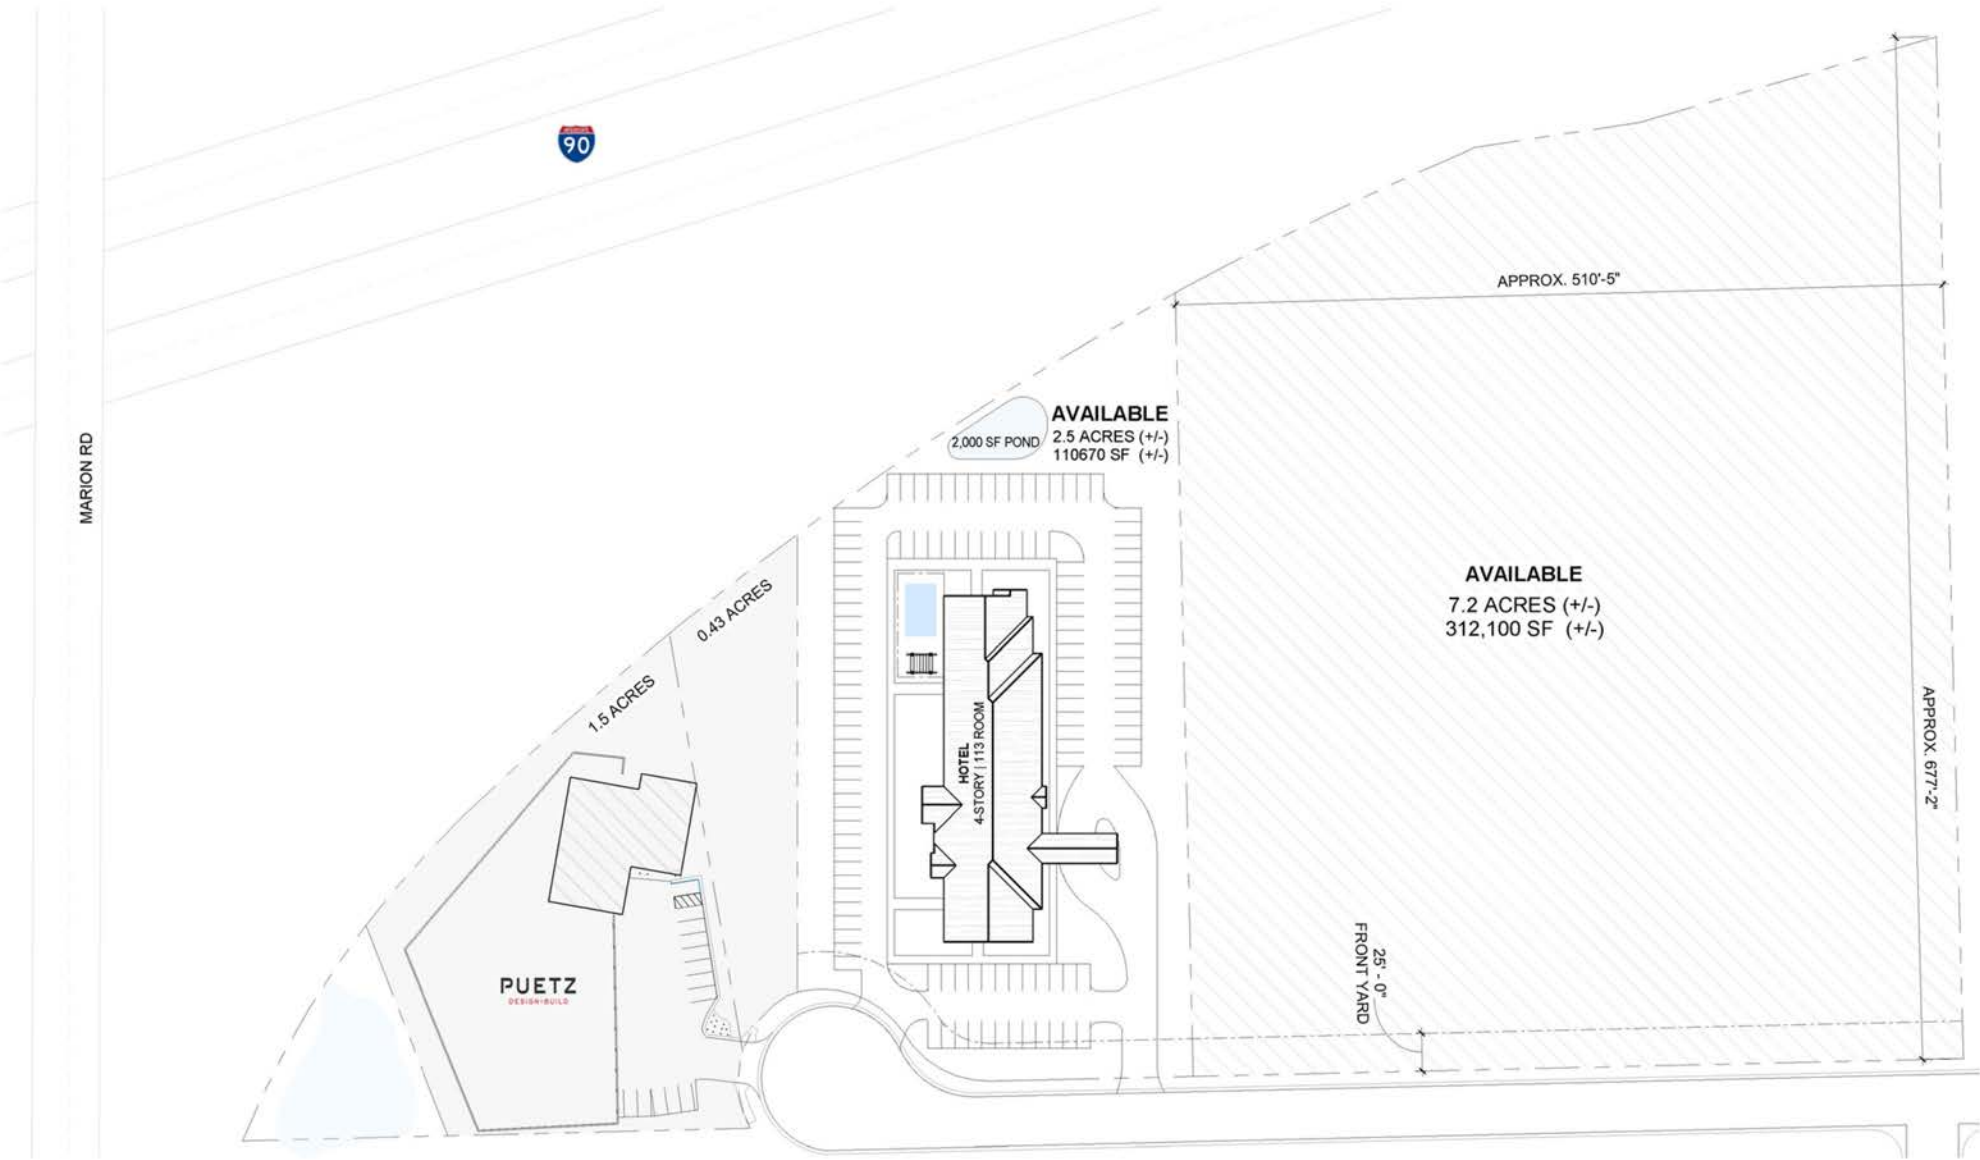 90
MARION RD
APPROX. 510'-5"
AVAILABLE
2.5 ACRES (+/-)
110670 SF (+/-)
2,000 SF POND
AVAILABLE
7.2 ACRES (+/-)
312,100 SF (+/-)
0.43 ACRES
1.5 ACRES
HOTEL
4-STORY | 113 ROOM
APPROX. 677'-2"
25' - 0"
FRONT YARD
PUETZ
DESIGN+BUILD